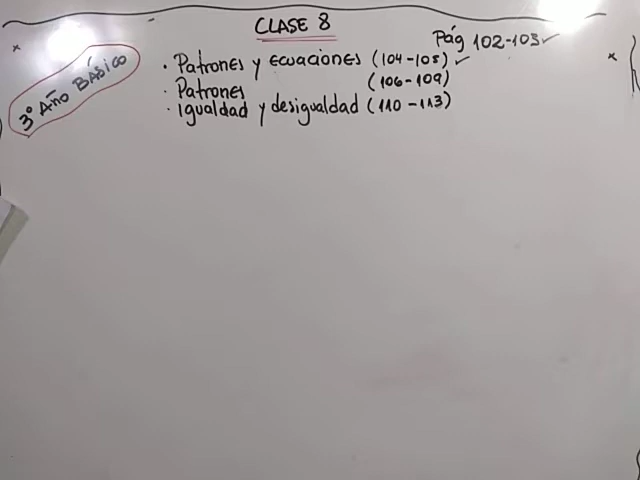 CLASE 8
Pág 102-103 ✓
3° Año Básico
· Patrones y ecuaciones (104-105) ✓
· Patrones (106-109)
· Igualdad y desigualdad (110-113)